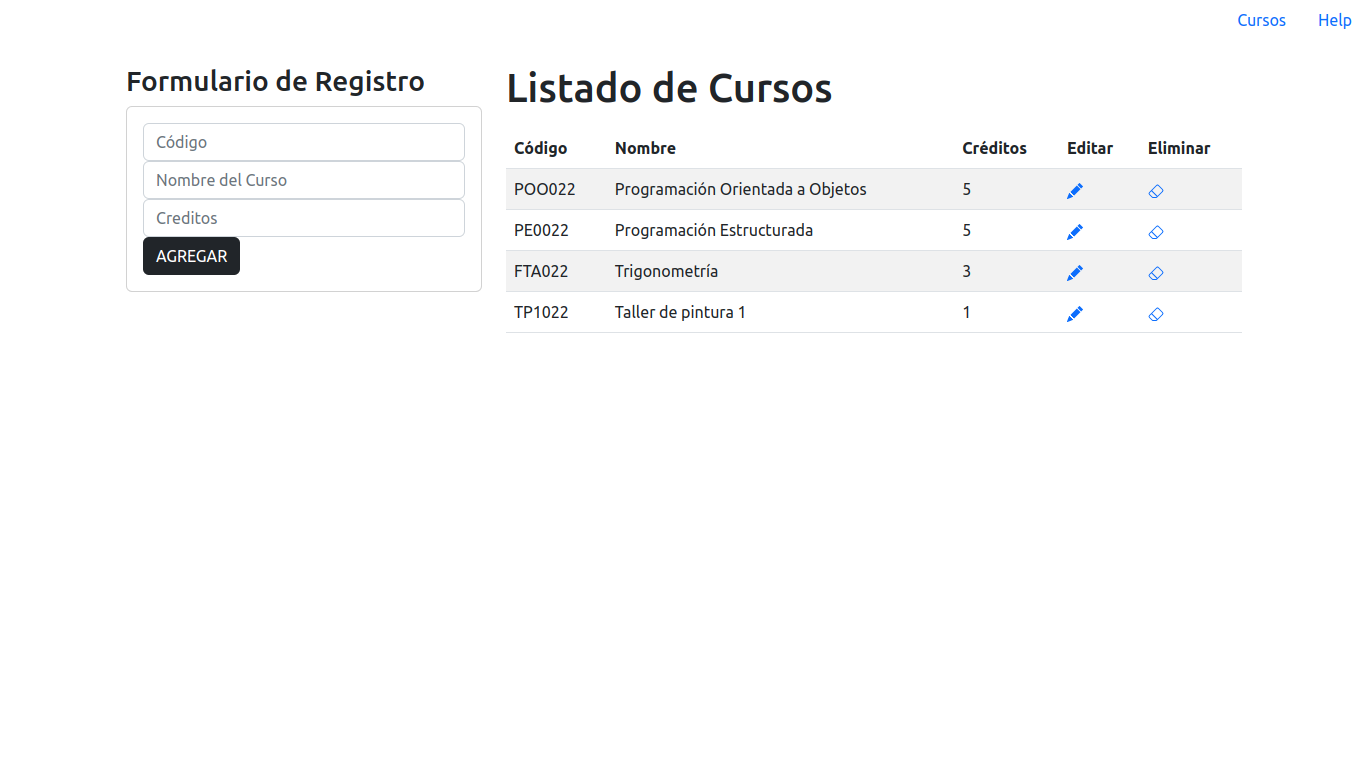 Cursos Help
Formulario de Registro
Código
Nombre del Curso
Creditos
AGREGAR
Listado de Cursos
Código Nombre Créditos Editar Eliminar
POO022 Programación Orientada a Objetos 5
PE0022 Programación Estructurada 5
FTA022 Trigonometría 3
TP1022 Taller de pintura 1 1